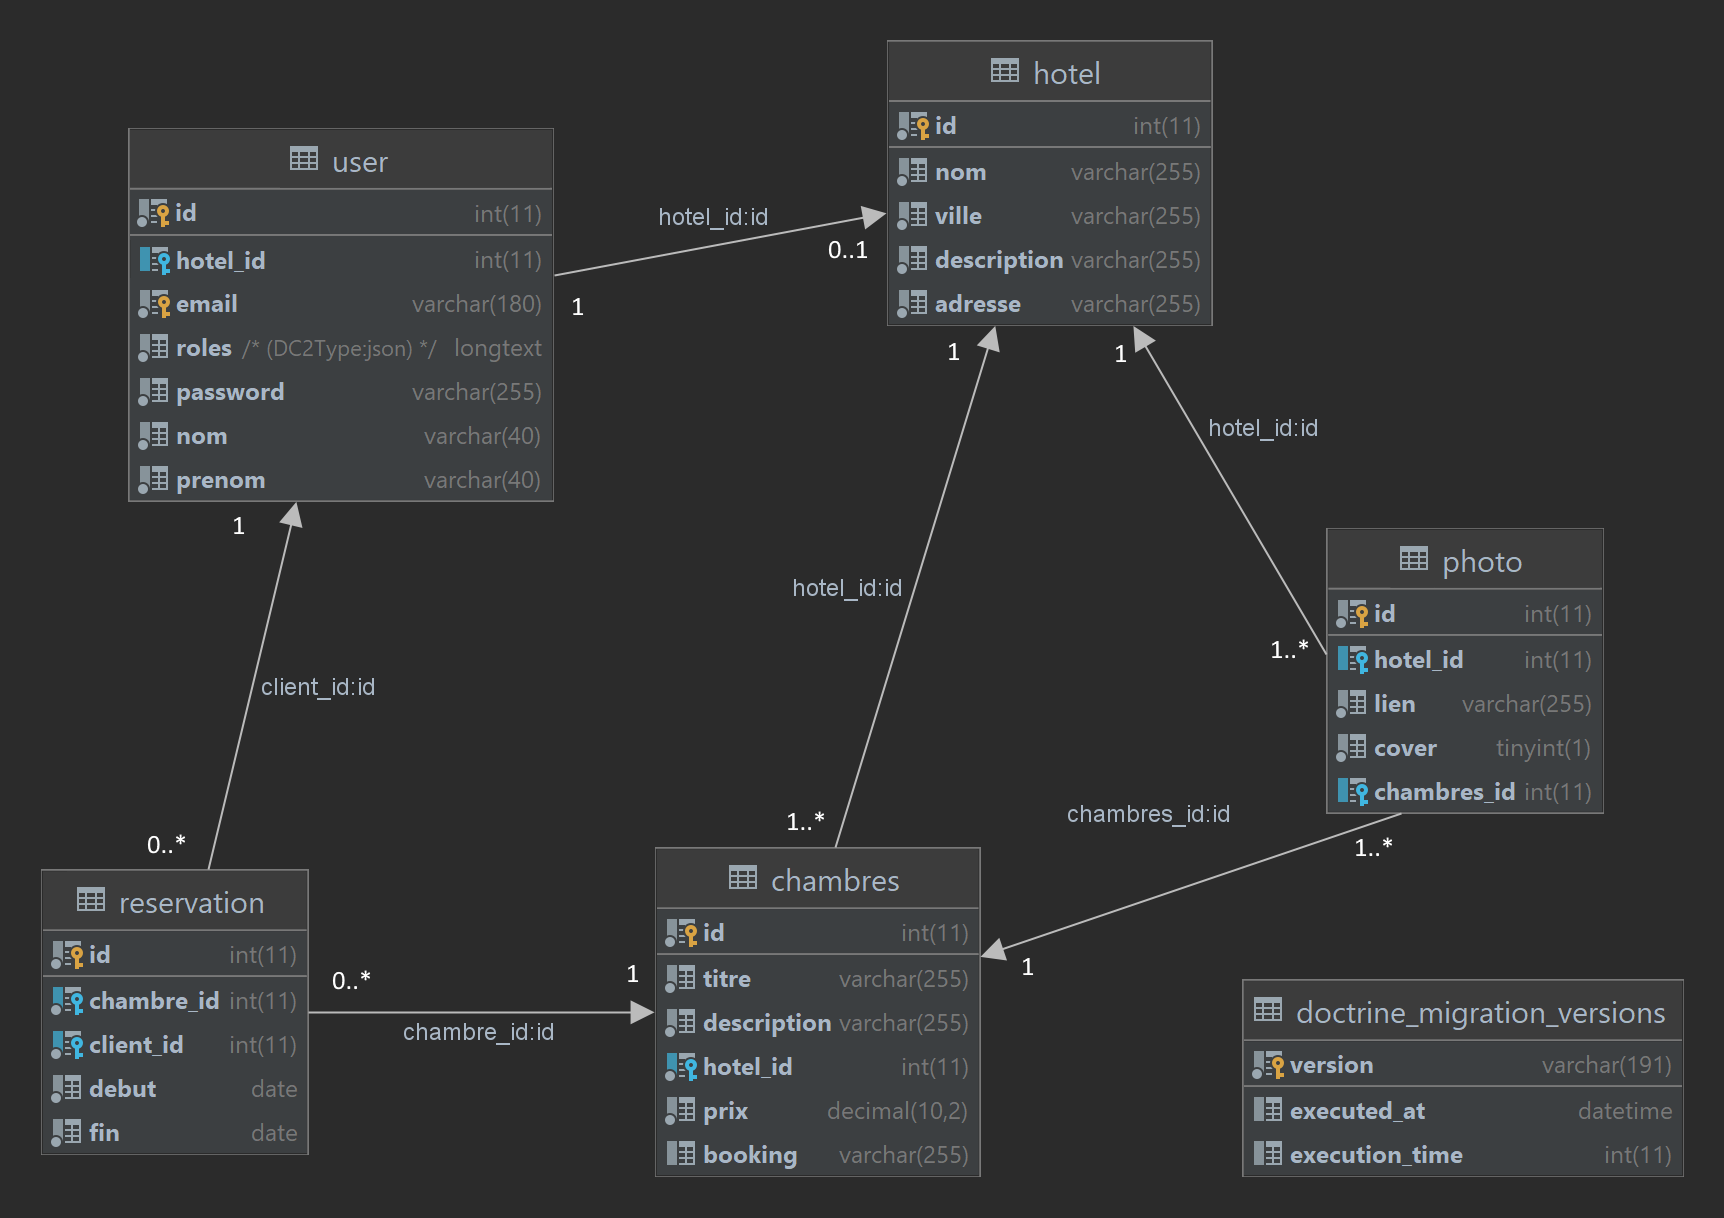 hotel
id int(11)
nom varchar(255)
ville varchar(255)
description varchar(255)
adresse varchar(255)
user
id int(11)
hotel_id int(11)
email varchar(180)
roles /* (DC2Type:json) */ longtext
password varchar(255)
nom varchar(40)
prenom varchar(40)
hotel_id:id
0..1
1
1
1
1
hotel_id:id
hotel_id:id
client_id:id
photo
id int(11)
hotel_id int(11)
lien varchar(255)
cover tinyint(1)
chambres_id int(11)
1..*
chambres_id:id
1..*
1..*
0..*
reservation
id int(11)
chambre_id int(11)
client_id int(11)
debut date
fin date
0..*
1
chambre_id:id
chambres
id int(11)
titre varchar(255)
description varchar(255)
hotel_id int(11)
prix decimal(10,2)
booking varchar(255)
1
doctrine_migration_versions
version varchar(191)
executed_at datetime
execution_time int(11)